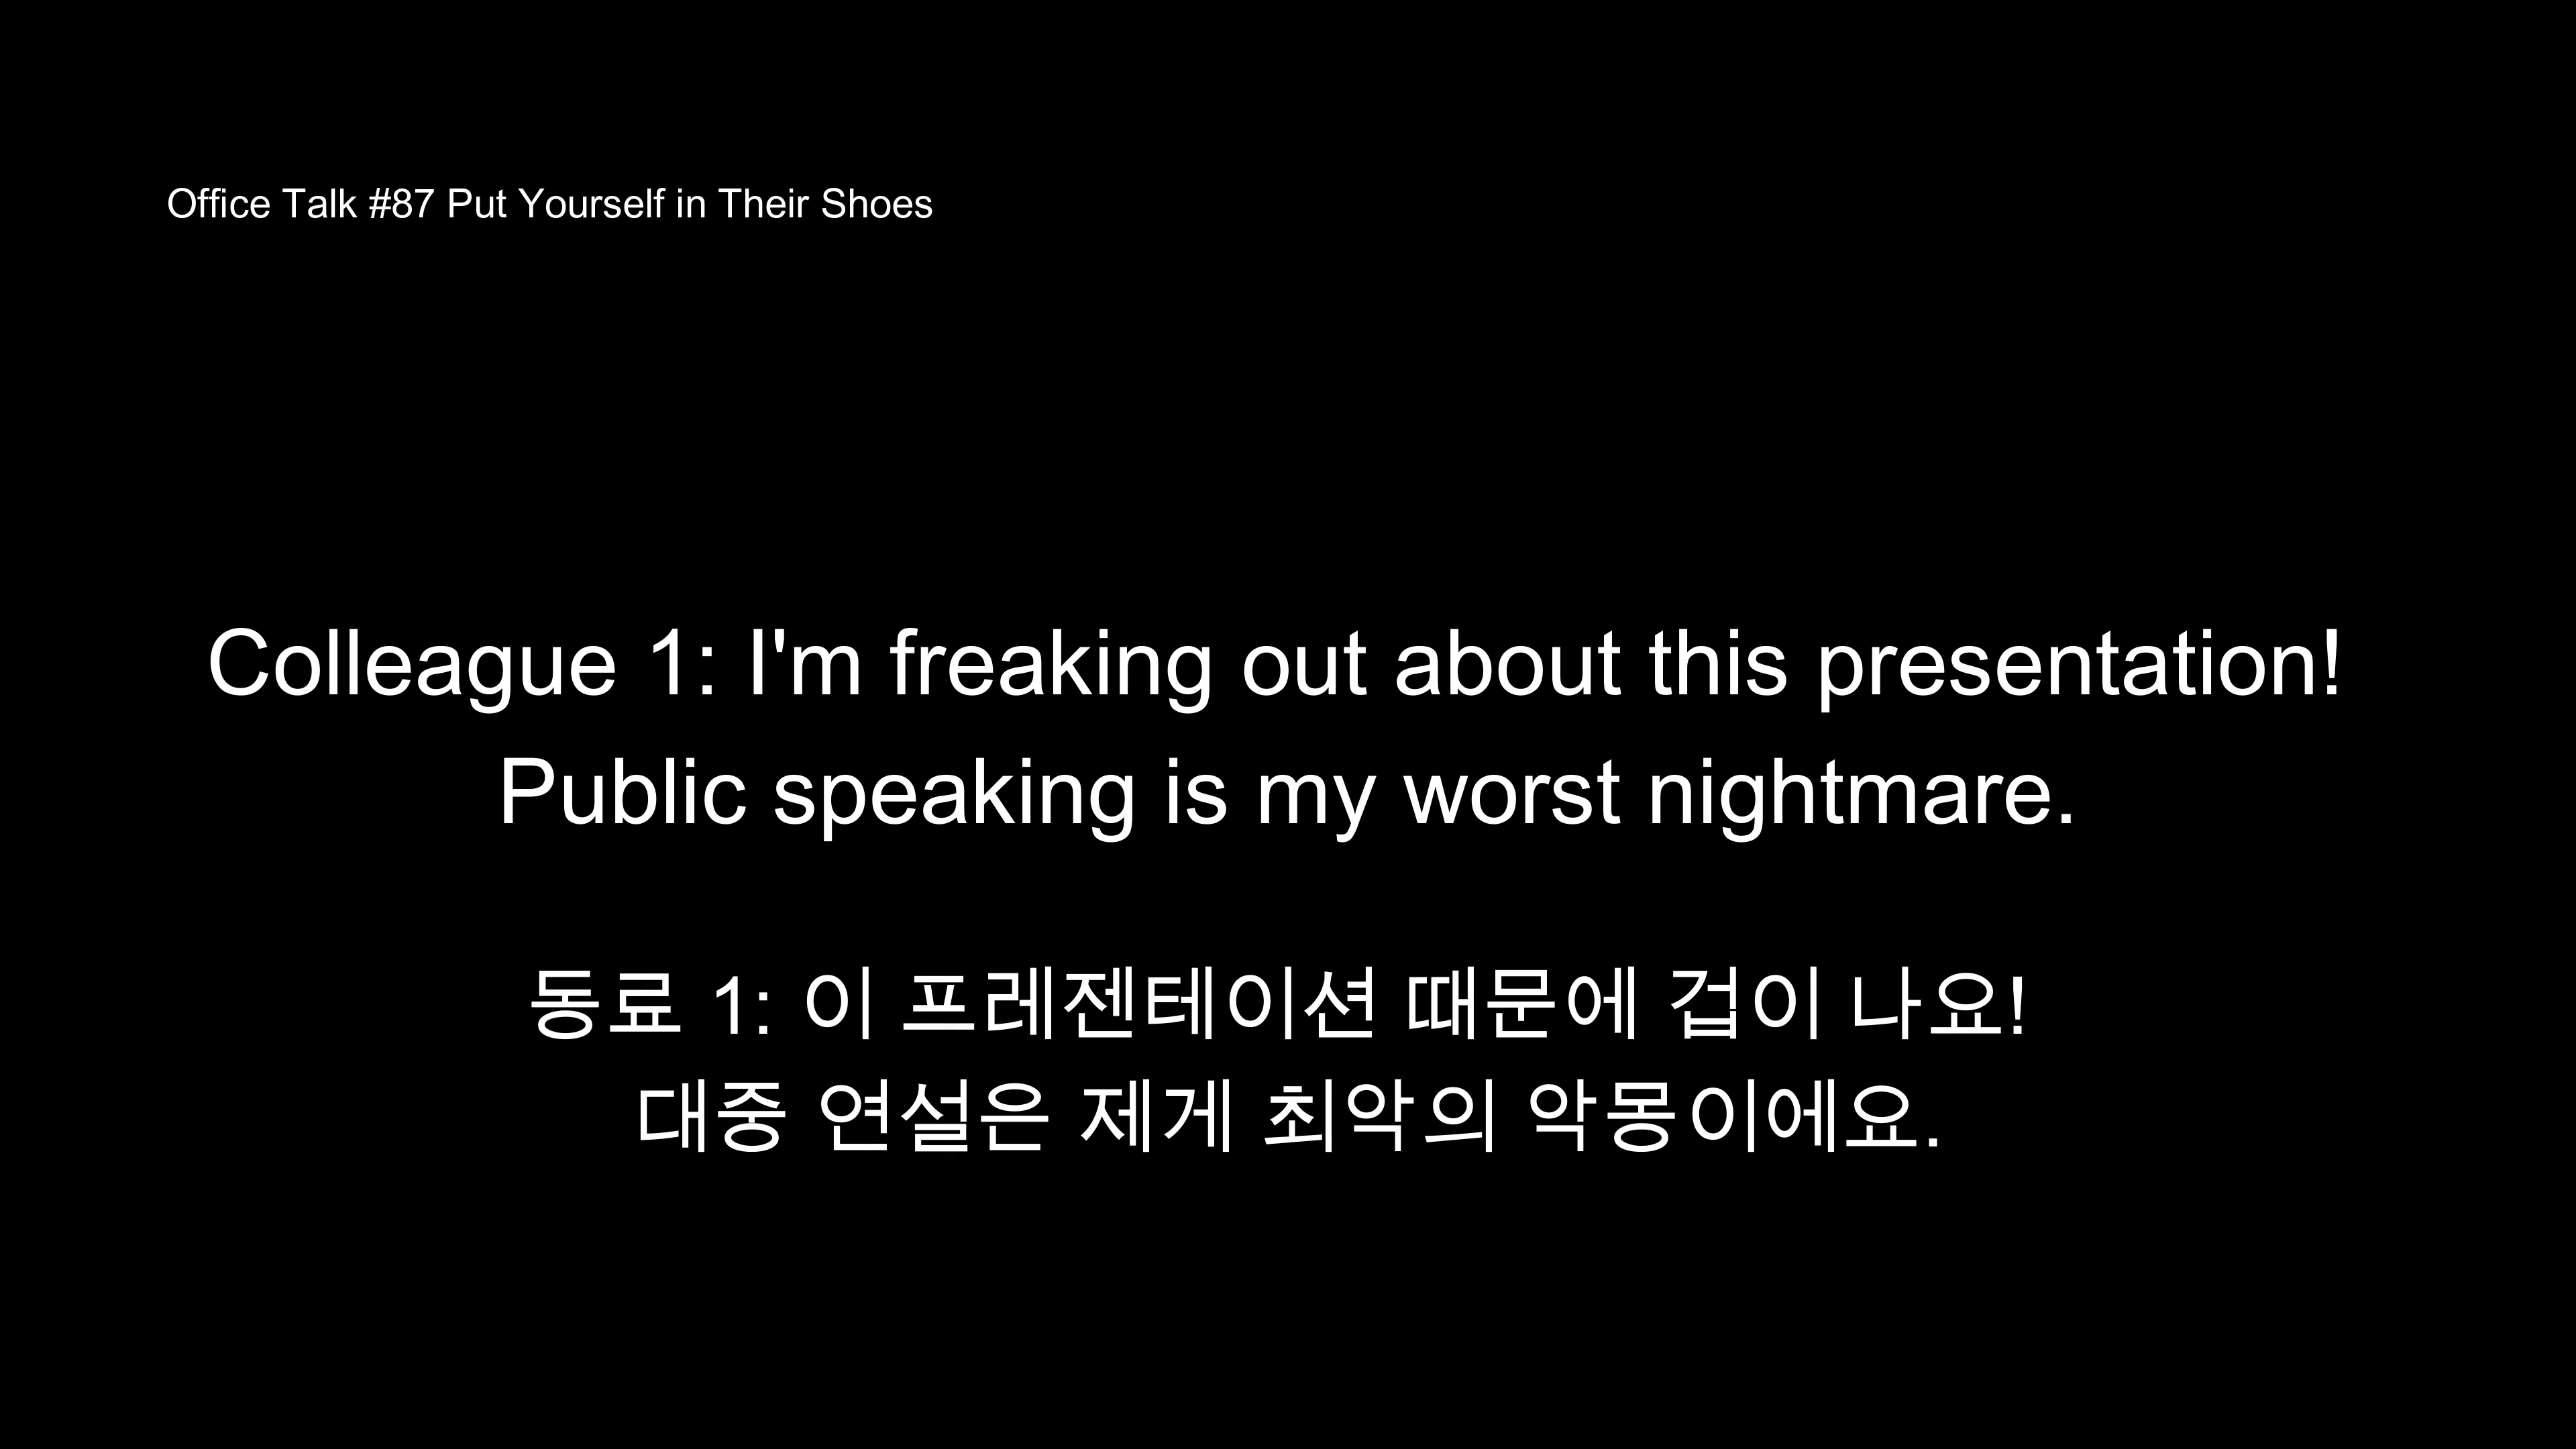 Office Talk #87 Put Yourself in Their Shoes
Colleague 1: I'm freaking out about this presentation!
Public speaking is my worst nightmare.
동료 1: 이 프레젠테이션 때문에 겁이 나요!
대중 연설은 제게 최악의 악몽이에요.